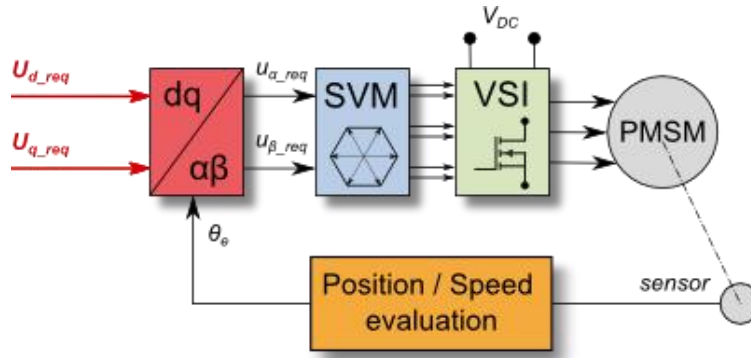 V_DC
U_d_req
u_α_req
dq
SVM
VSI
PMSM
U_q_req
u_β_req
αβ
θ_e
Position / Speed
evaluation
sensor